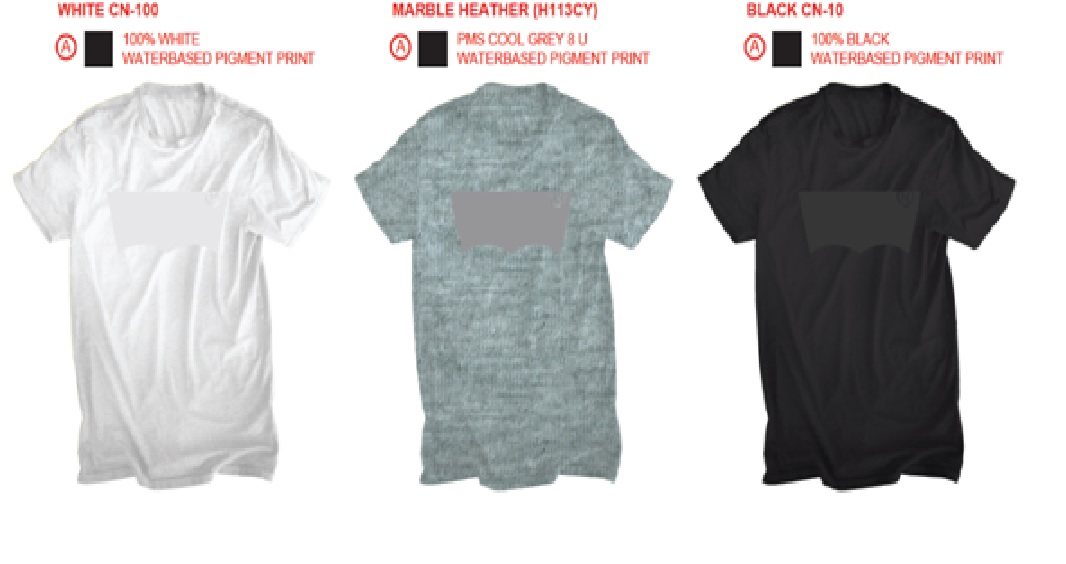 WHITE CN-100
A 100% WHITE
WATERBASED PIGMENT PRINT
MARBLE HEATHER (H113CY)
A PMS COOL GREY 8 U
WATERBASED PIGMENT PRINT
BLACK CN-10
A 100% BLACK
WATERBASED PIGMENT PRINT